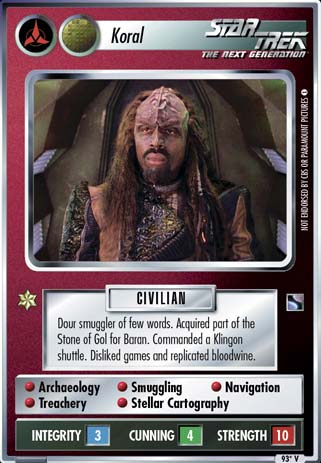 Koral
STAR TREK
THE NEXT GENERATION
NOT ENDORSED BY CBS OR PARAMOUNT PICTURES
CIVILIAN
Dour smuggler of few words. Acquired part of the
Stone of Gol for Baran. Commanded a Klingon
shuttle. Disliked games and replicated bloodwine.
Archaeology Smuggling Navigation
Treachery Stellar Cartography
INTEGRITY 3 CUNNING 4 STRENGTH 10
93* V